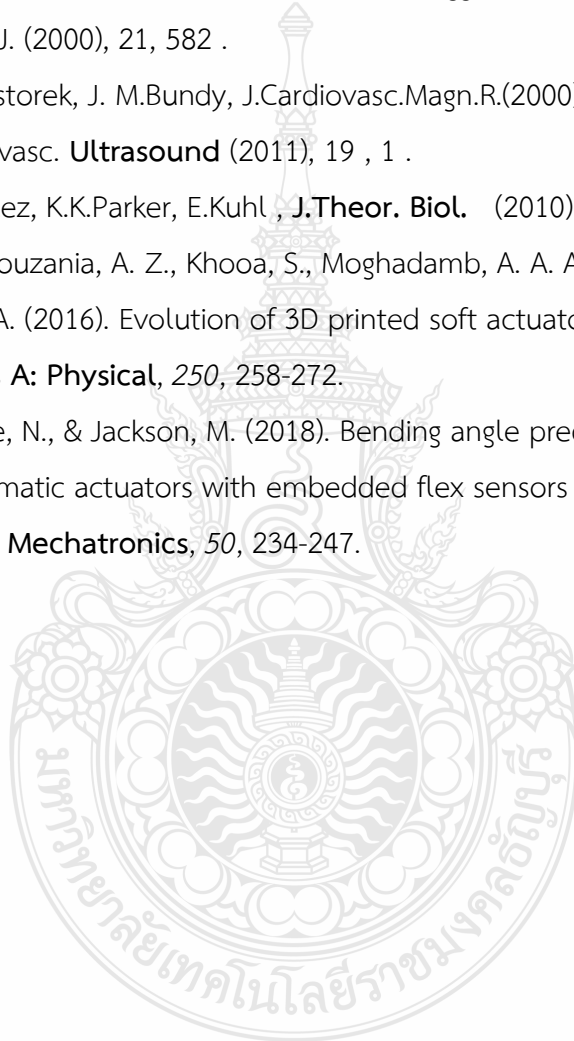 J. (2000), 21, 582 .
storek, J. M.Bundy, J.Cardiovasc.Magn.R.(2000)
vasc. Ultrasound (2011), 19 , 1 .
ez, K.K.Parker, E.Kuhl , J.Theor. Biol. (2010)
ouzania, A. Z., Khooa, S., Moghadamb, A. A. A
A. (2016). Evolution of 3D printed soft actuato
A: Physical, 250, 258-272.
e, N., & Jackson, M. (2018). Bending angle pred
matic actuators with embedded flex sensors
Mechatronics, 50, 234-247.
มหาวิทยาลัยเทคโนโลยีราชมงคลธัญบุรี